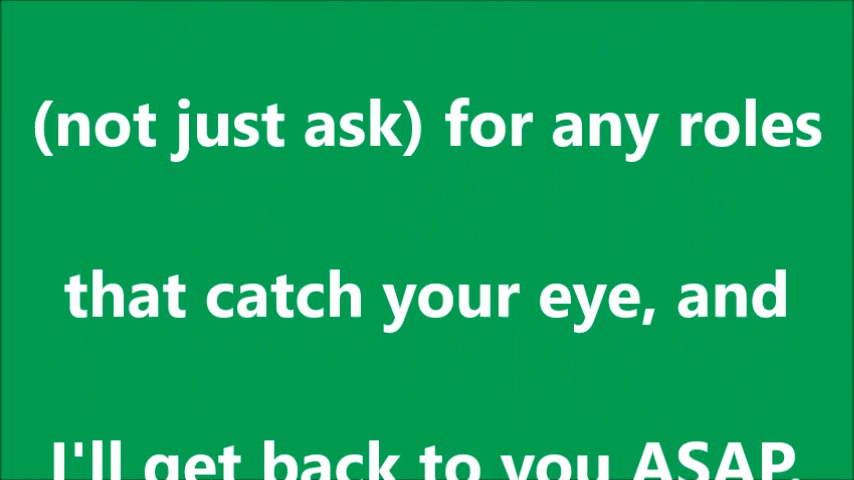 (not just ask) for any roles
that catch your eye, and
I'll get back to you ASAP.